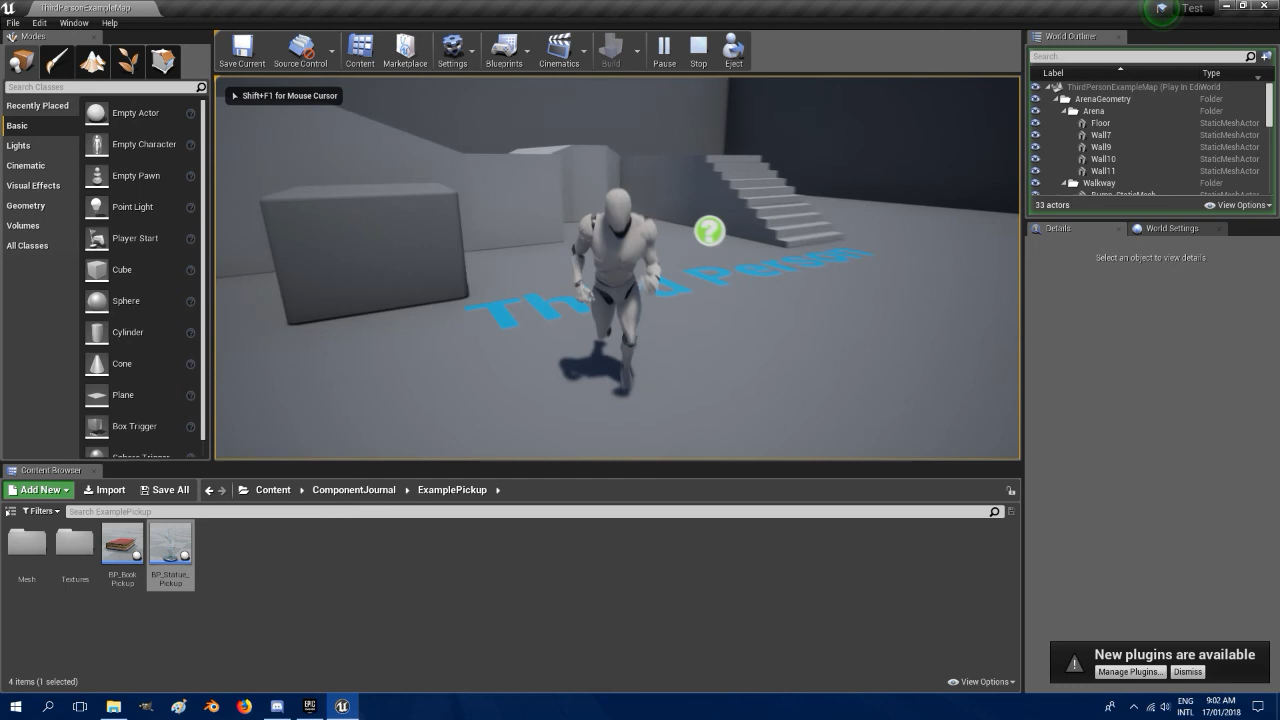 ThirdPersonExampleMap
Test
File Edit Window Help
Modes
Search Classes
Recently Placed
Basic
Lights
Cinematic
Visual Effects
Geometry
Volumes
All Classes
Empty Actor
Empty Character
Empty Pawn
Point Light
Player Start
Cube
Sphere
Cylinder
Cone
Plane
Box Trigger
Sphere Trigger
Save Current
Source Control
Content
Marketplace
Settings
Blueprints
Cinematics
Build
Pause
Stop
Eject
Shift+F1 for Mouse Cursor
?
Third Person
World Outliner
Search
Label Type
ThirdPersonExampleMap (Play In Edi World
ArenaGeometry Folder
Arena Folder
Floor StaticMeshActor
Wall7 StaticMeshActor
Wall9 StaticMeshActor
Wall10 StaticMeshActor
Wall11 StaticMeshActor
Walkway Folder
33 actors
View Options
Details
World Settings
Select an object to view details
Content Browser
Add New
Import
Save All
Content
ComponentJournal
ExamplePickup
Filters
Search ExamplePickup
Mesh
Textures
BP_Book
Pickup
BP_Statue_
Pickup
4 items (1 selected)
View Options
New plugins are available
Manage Plugins...
Dismiss
ENG
INTL
9:02 AM
17/01/2018